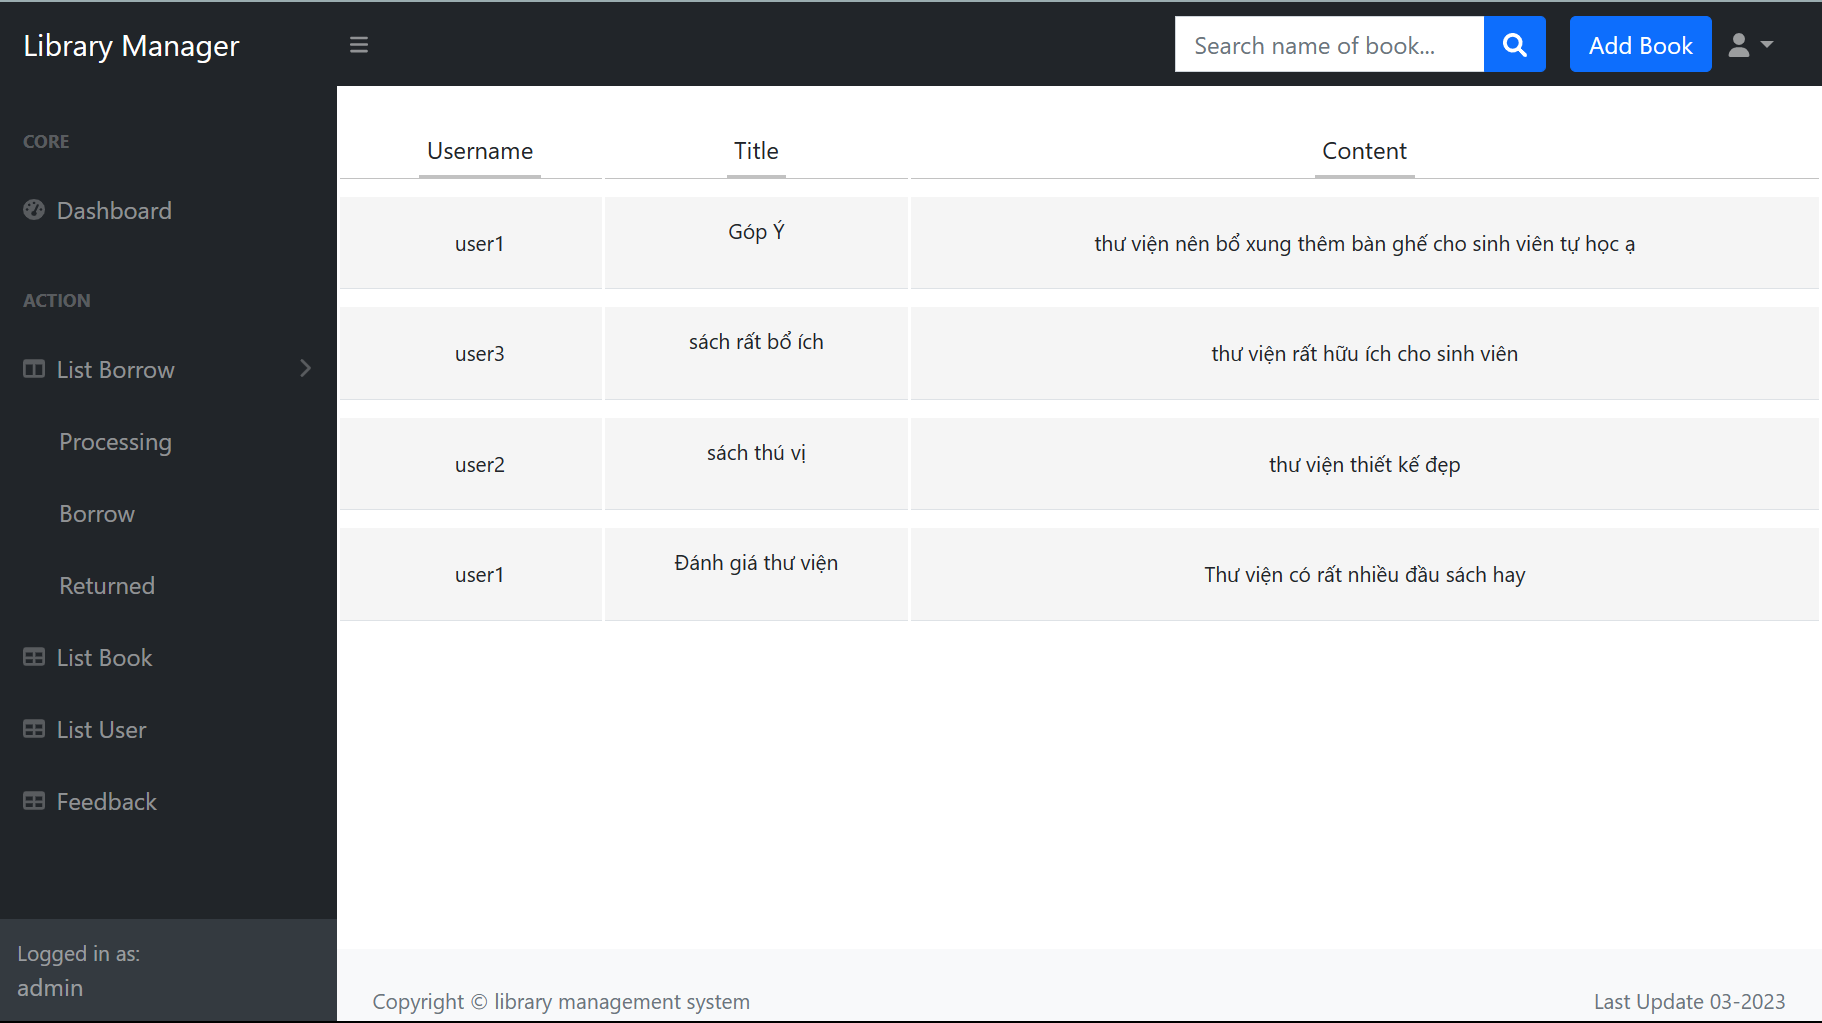 Library Manager
Search name of book...
Add Book
CORE
Dashboard
ACTION
List Borrow
Processing
Borrow
Returned
List Book
List User
Feedback
Logged in as:
admin
Username Title Content
user1 Góp Ý thư viện nên bổ xung thêm bàn ghế cho sinh viên tự học ạ
user3 sách rất bổ ích thư viện rất hữu ích cho sinh viên
user2 sách thú vị thư viện thiết kế đẹp
user1 Đánh giá thư viện Thư viện có rất nhiều đầu sách hay
Copyright © library management system
Last Update 03-2023